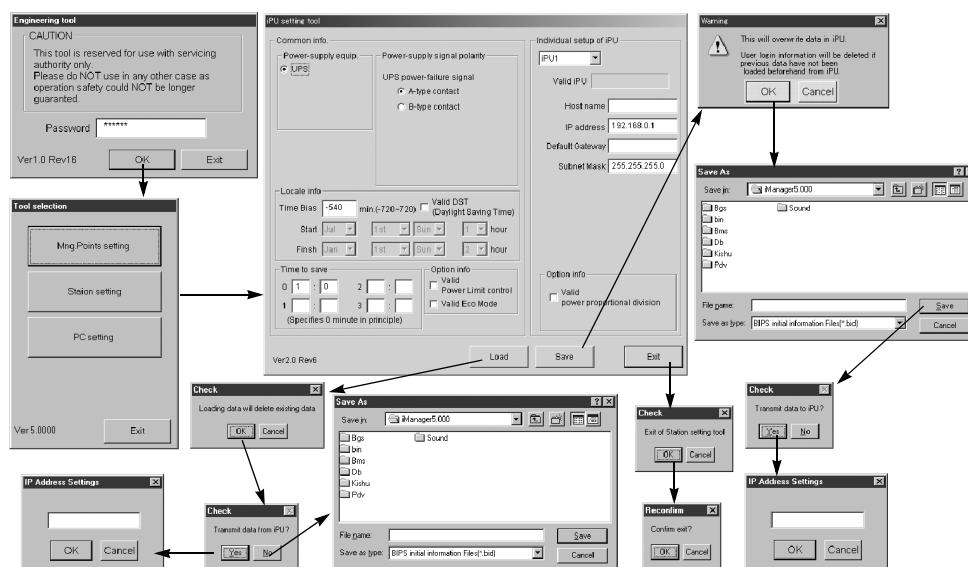 Engineering tool
CAUTION
This tool is reserved for use with servicing
authority only.
Please do NOT use in any other case as
operation safety could NOT be longer
guranted.
Password ******
Ver1.0 Rev16 OK Exit
Tool selection
Mng.Points setting
Staion setting
PC setting
Ver 5.0000 Exit
iPU setting tool
Common info.
Power-supply equip.
UPS
Power-supply signal polarity
UPS power-failure signal
A-type contact
B-type contact
Locale info
Time Bias -540 min.(-720~720) Valid DST
(Daylight Saving Time)
Start Jul 1st Sun 1 hour
Finsh Jan 1st Sun 2 hour
Time to save
0 1 : 0 2 :
1 : 3 :
(Specifies 0 minute in principle)
Option info
Valid
Power Limit control
Valid Eco Mode
Individual setup of iPU
iPU1
Valid iPU
Host name
IP address 192.168.0.1
Default Gateway
Subnet Mask 255.255.255.0
Option info
Valid
power proportional division
Ver2.0 Rev6 Load Save Exit
Warning
This will overwrite data in iPU.
User login information will be deleted if
previous data have not been
loaded beforehand from iPU.
OK Cancel
Save As
Save in: iManager5.000
Bgs Sound
bin
Bms
Db
Kishu
Pdv
File name: Save
Save as type: BIPS initial information Files(*.bid) Cancel
Check
Transmit data to iPU?
Yes No
IP Address Settings
OK Cancel
Check
Loading data will delete existing data
OK Cancel
Check
Transmit data from iPU?
Yes No
IP Address Settings
OK Cancel
Save As
Save in: iManager5.000
Bgs Sound
bin
Bms
Db
Kishu
Pdv
File name: Save
Save as type: BIPS initial information Files(*.bid) Cancel
Check
Exit of Station setting tool
OK Cancel
Reconfirm
Confirm exit?
OK Cancel